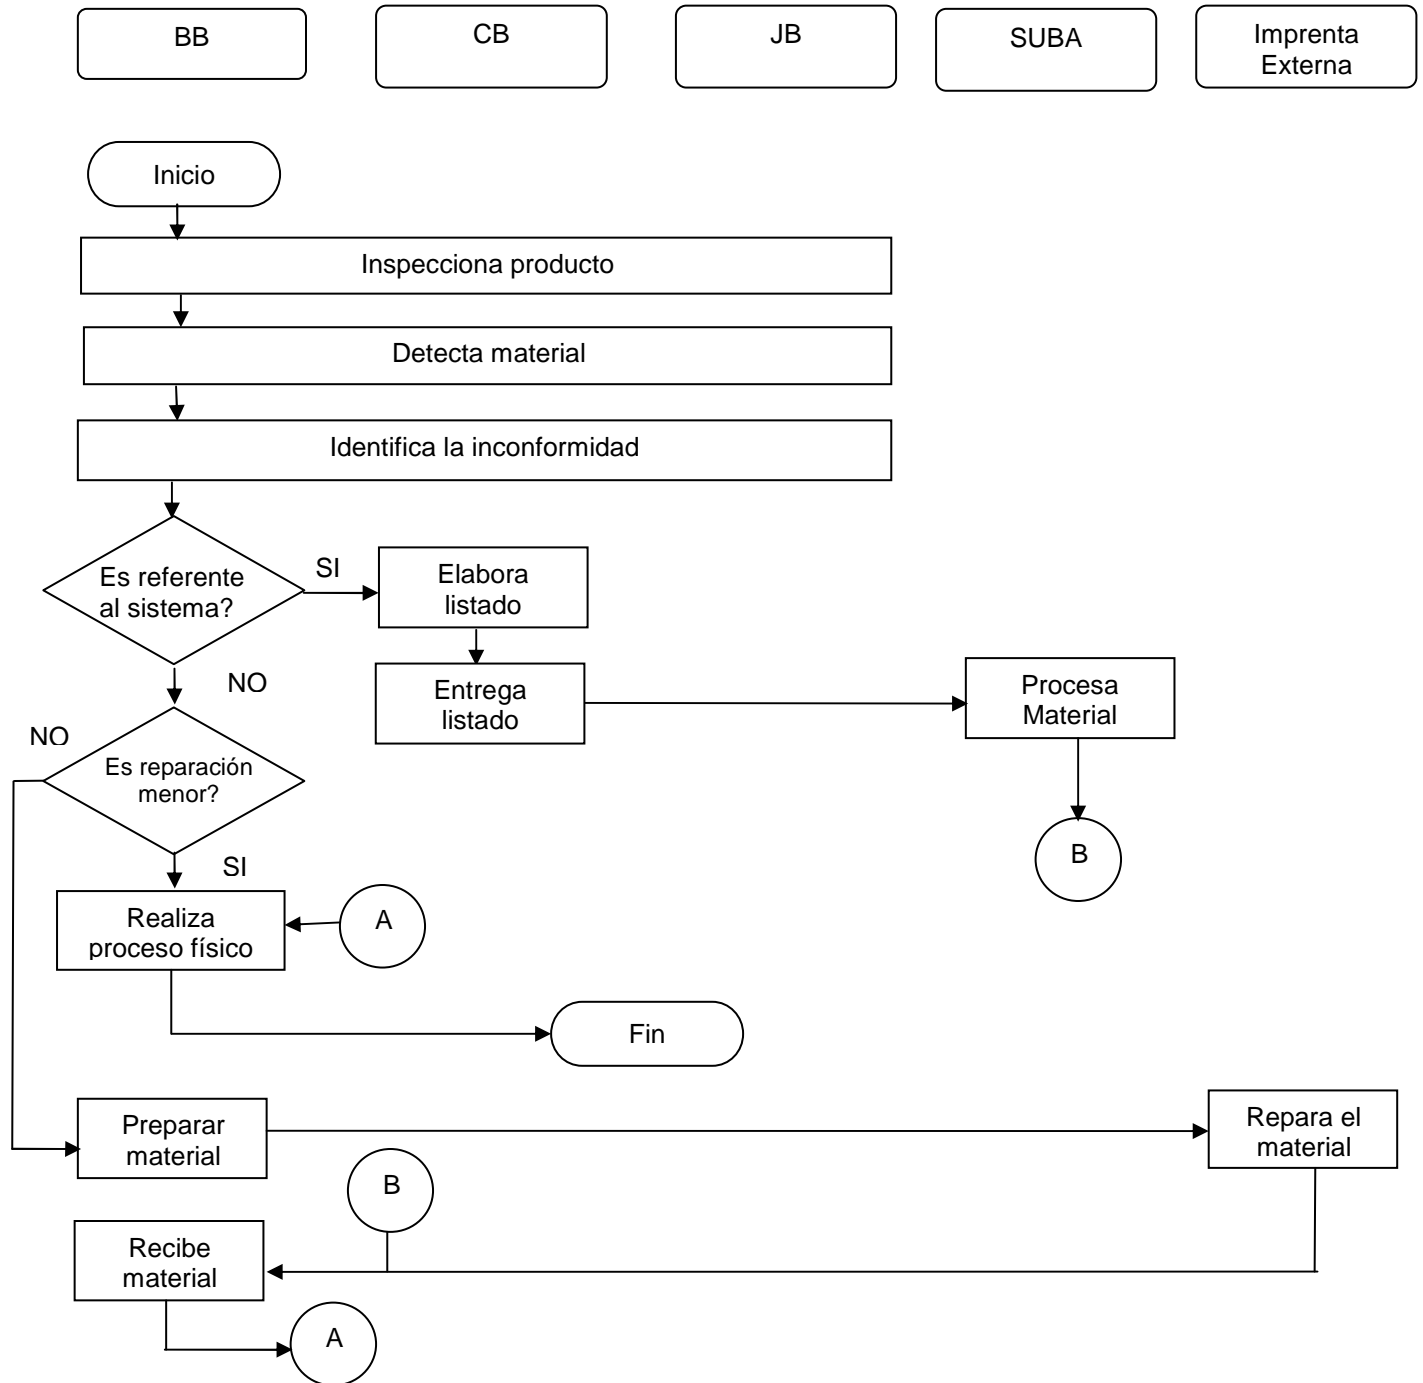 BB
CB
JB
SUBA
Imprenta
Externa
Inicio
Inspecciona producto
Detecta material
Identifica la inconformidad
Es referente
al sistema?
SI
Elabora
listado
NO
Entrega
listado
Procesa
Material
NO
Es reparación
menor?
B
SI
Realiza
proceso físico
A
Fin
Preparar
material
Repara el
material
B
Recibe
material
A